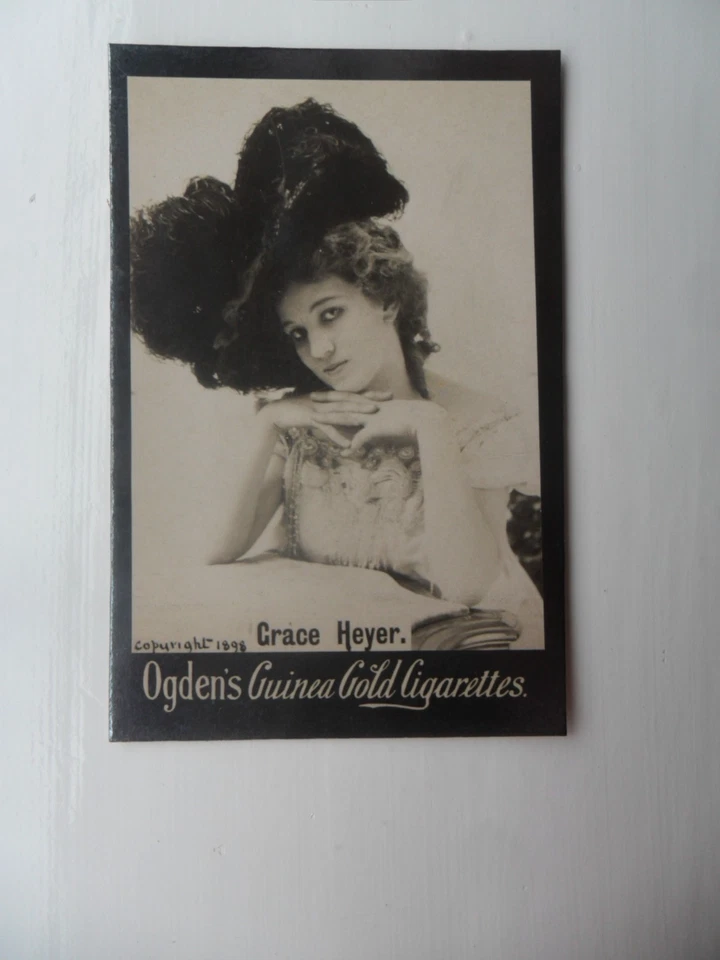 copyright 1898 Grace Heyer.
Ogden's Guinea Gold Cigarettes.